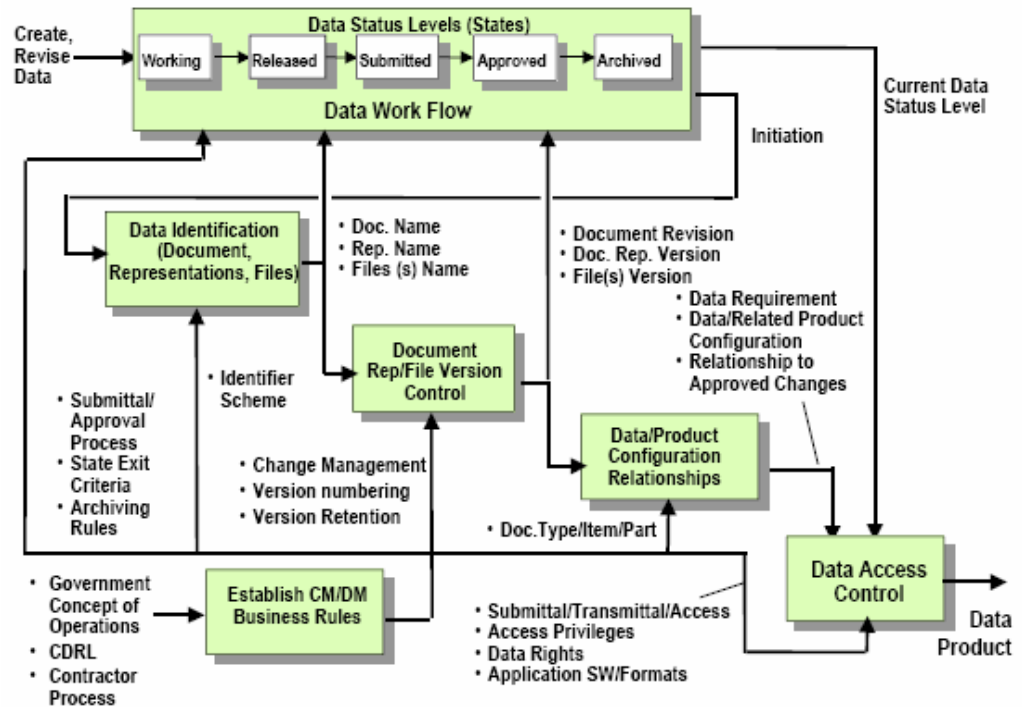 Data Status Levels (States)
Create,
Revise
Data
Working
Released
Submitted
Approved
Archived
Data Work Flow
Current Data
Status Level
Initiation
Data Identification
(Document,
Representations, Files)
• Doc. Name
• Rep. Name
• Files (s) Name
• Document Revision
• Doc. Rep. Version
• File(s) Version
• Data Requirement
• Data/Related Product
Configuration
• Relationship to
Approved Changes
Document
Rep/File Version
Control
• Identifier
Scheme
• Submittal/
Approval
Process
• State Exit
Criteria
• Archiving
Rules
Data/Product
Configuration
Relationships
• Change Management
• Version numbering
• Version Retention
• Doc.Type/Item/Part
Data Access
Control
Data
Product
• Government
Concept of
Operations
• CDRL
• Contractor
Process
Establish CM/DM
Business Rules
• Submittal/Transmittal/Access
• Access Privileges
• Data Rights
• Application SW/Formats